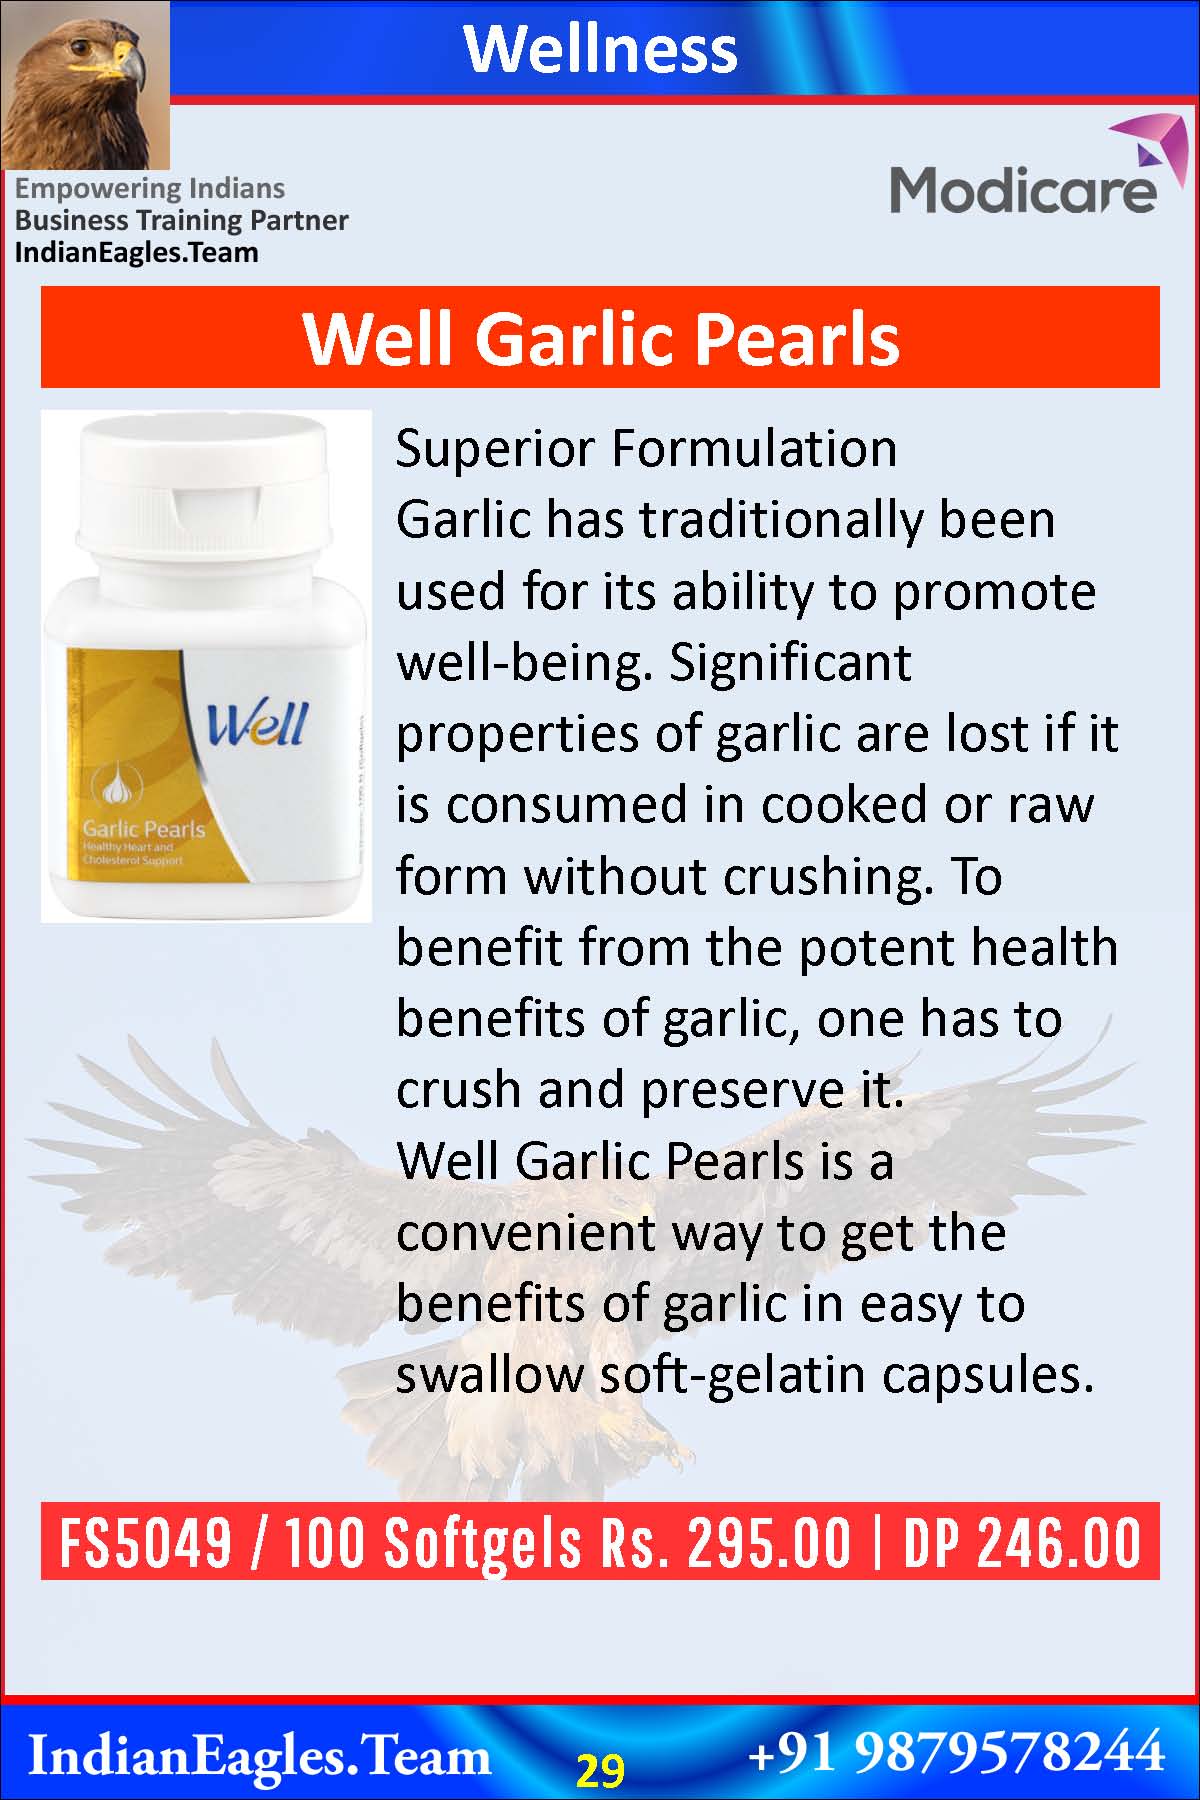 Wellness
Empowering Indians
Business Training Partner
IndianEagles.Team
Modicare
Well Garlic Pearls
Superior Formulation
Garlic has traditionally been
used for its ability to promote
well-being. Significant
properties of garlic are lost if it
is consumed in cooked or raw
form without crushing. To
benefit from the potent health
benefits of garlic, one has to
crush and preserve it.
Well Garlic Pearls is a
convenient way to get the
benefits of garlic in easy to
swallow soft-gelatin capsules.
Well
Garlic Pearls
Healthy Heart and
Cholesterol Support
FS5049 / 100 Softgels Rs. 295.00 | DP 246.00
IndianEagles.Team
29
+91 9879578244